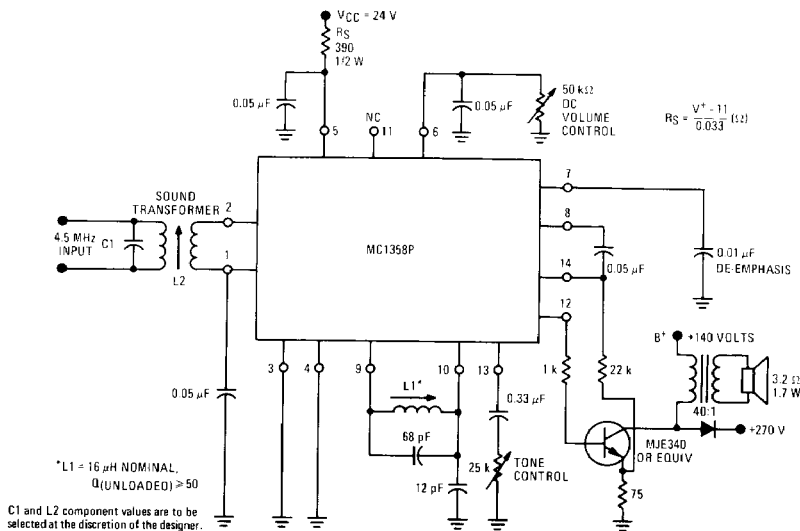 VCC = 24 V
RS
390
1/2 W
0.05 µF
5
NC
11
6
0.05 µF
50 kΩ
DC
VOLUME
CONTROL
RS = V+ - 11 / 0.033 (Ω)
SOUND
TRANSFORMER
2
4.5 MHz
INPUT
C1
L2
1
MC1358P
7
8
14
12
0.05 µF
0.01 µF
DE-EMPHASIS
0.05 µF
3
4
9
10
13
L1*
68 pF
12 pF
0.33 µF
25 k
TONE
CONTROL
1 k
22 k
B+
+140 VOLTS
3.2 Ω
1.7 W
40:1
+270 V
MJE340
OR EQUIV
75
*L1 = 16 µH NOMINAL,
Q(UNLOADED) ≥ 50
C1 and L2 component values are to be
selected at the discretion of the designer.